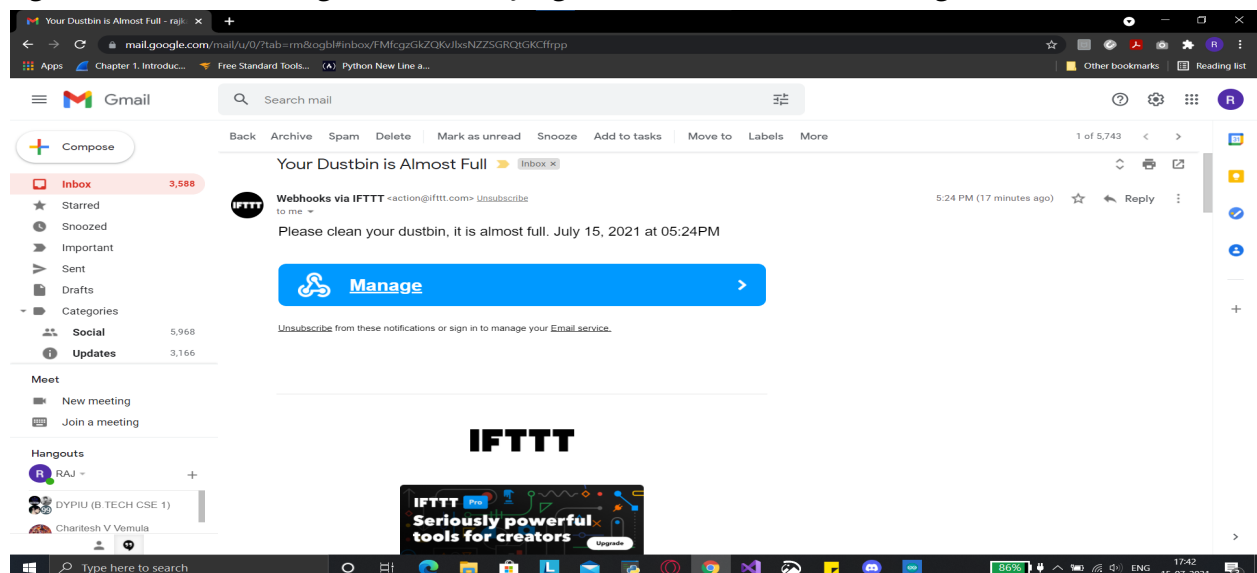 Your Dustbin is Almost Full - rajk
mail.google.com/mail/u/0/?tab=rm&ogbl#inbox/FMfcgzGkZQKvJlxsNZZSGRQtGKCffrpp
R
Apps Chapter 1. Introduc... Free Standard Tools... Python New Line a... Other bookmarks Reading list
Gmail
Search mail
R
Compose
Back Archive Spam Delete Mark as unread Snooze Add to tasks Move to Labels More 1 of 5,743
Your Dustbin is Almost Full Inbox ×
Inbox 3,588
Starred
Snoozed
Important
Sent
Drafts
Categories
Social 5,968
Updates 3,166
Meet
New meeting
Join a meeting
Hangouts
R RAJ
DYPIU (B.TECH CSE 1)
Charitesh V Vemula
IFTTT
Webhooks via IFTTT <action@ifttt.com> Unsubscribe
to me
5:24 PM (17 minutes ago) Reply
Please clean your dustbin, it is almost full. July 15, 2021 at 05:24PM
Manage
Unsubscribe from these notifications or sign in to manage your Email service.
IFTTT
IFTTT Pro
Seriously powerful
tools for creators
Upgrade
31
Type here to search
L
86%
ENG
17:42
15-07-2021